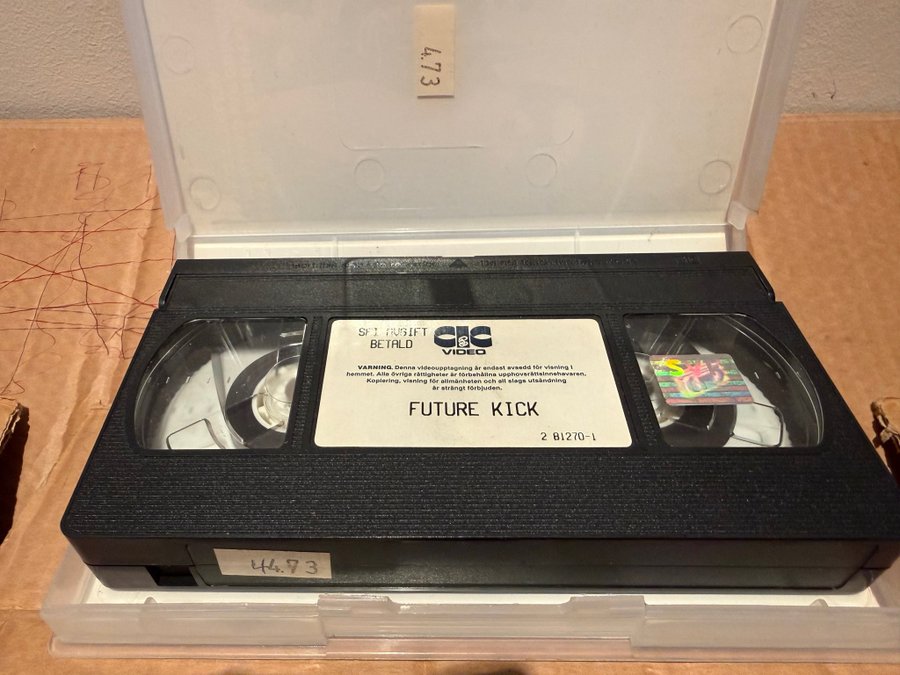 4.73
SFI AVGIFT
BETALD
CIC
VIDEO
VARNING. Denna videoupptagning är endast avsedd för visning i
hemmet. Alla övriga rättigheter är förbehållna upphovsrättsinnehavaren.
Kopiering, visning för allmänheten och all slags utsändning
är strängt förbjuden.
FUTURE KICK
2 81270-1
44.73